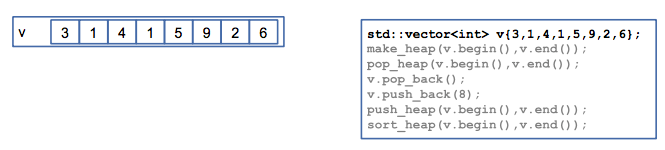 v 3 1 4 1 5 9 2 6
std::vector<int> v{3,1,4,1,5,9,2,6};
make_heap(v.begin(),v.end());
pop_heap(v.begin(),v.end());
v.pop_back();
v.push_back(8);
push_heap(v.begin(),v.end());
sort_heap(v.begin(),v.end());